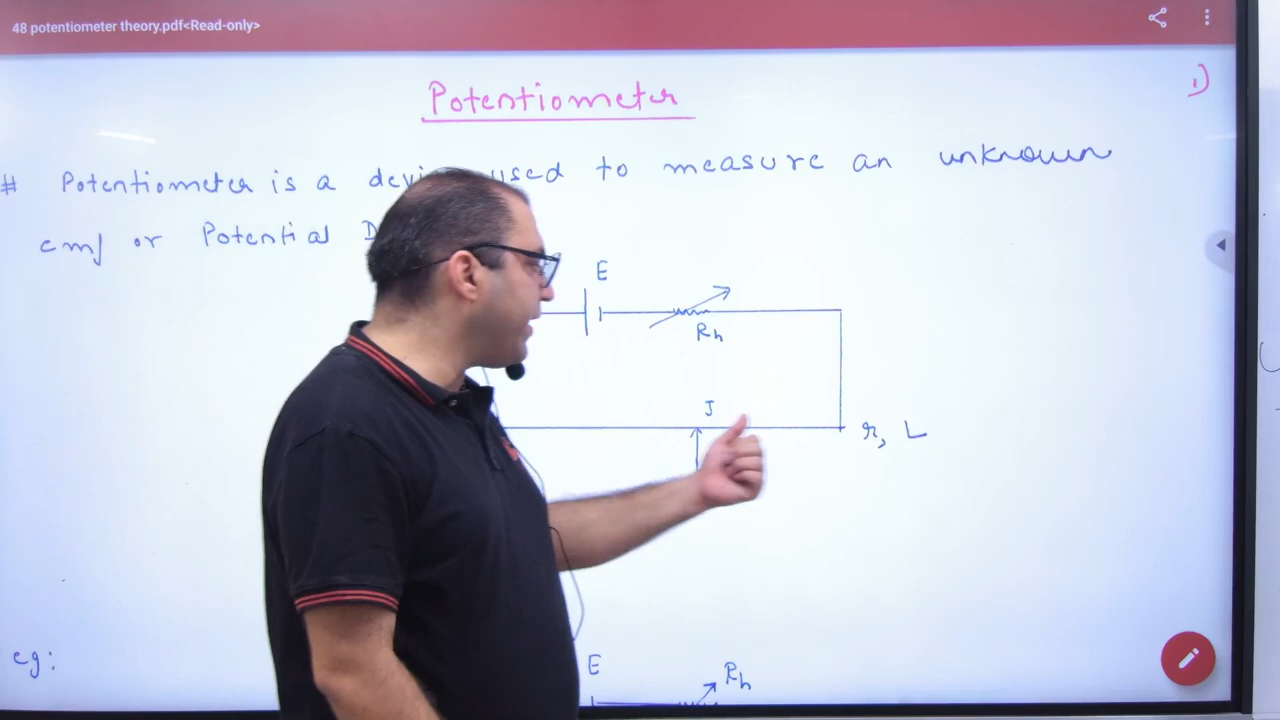 48 potentiometer theory.pdf<Read-only>
Potentiometer
1)
# Potentiometer is a used to measure an unknown
emf or Potential
E
Rh
J
r, L
eg:
E
Rh